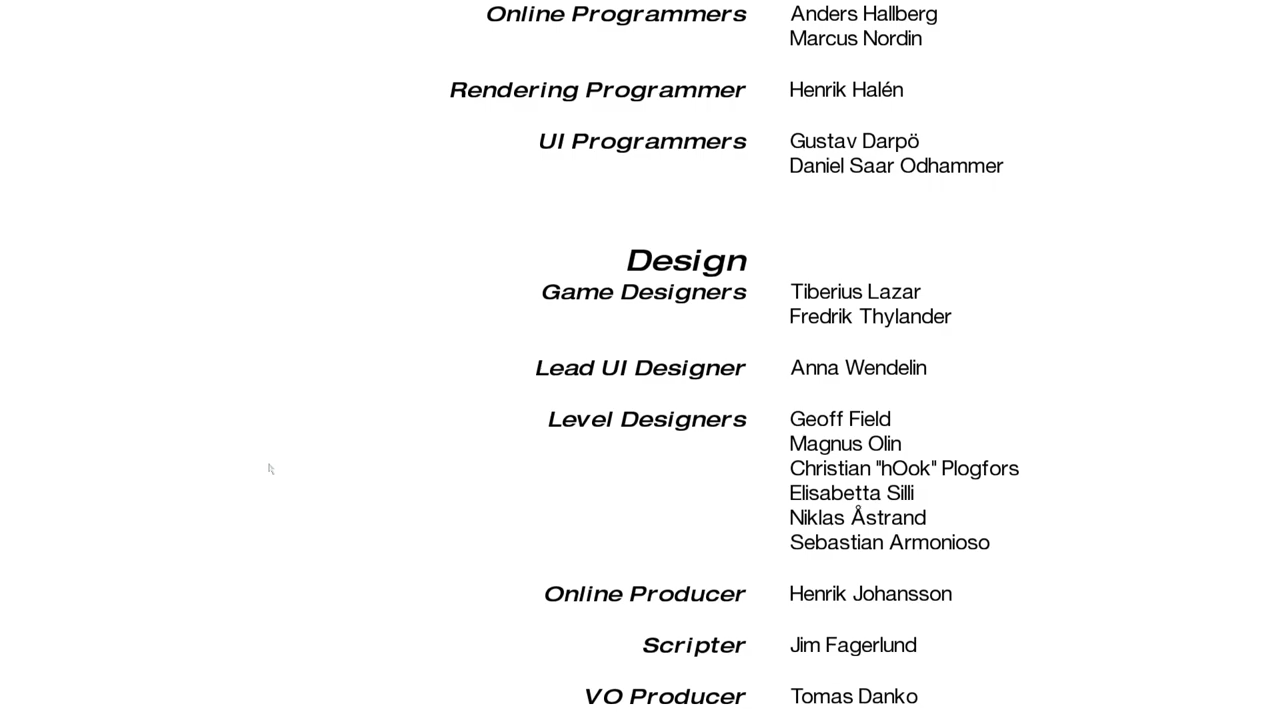 Online Programmers Anders Hallberg
Marcus Nordin
Rendering Programmer Henrik Halén
UI Programmers Gustav Darpö
Daniel Saar Odhammer
Design
Game Designers Tiberius Lazar
Fredrik Thylander
Lead UI Designer Anna Wendelin
Level Designers Geoff Field
Magnus Olin
Christian "hOok" Plogfors
Elisabetta Silli
Niklas Åstrand
Sebastian Armonioso
Online Producer Henrik Johansson
Scripter Jim Fagerlund
VO Producer Tomas Danko